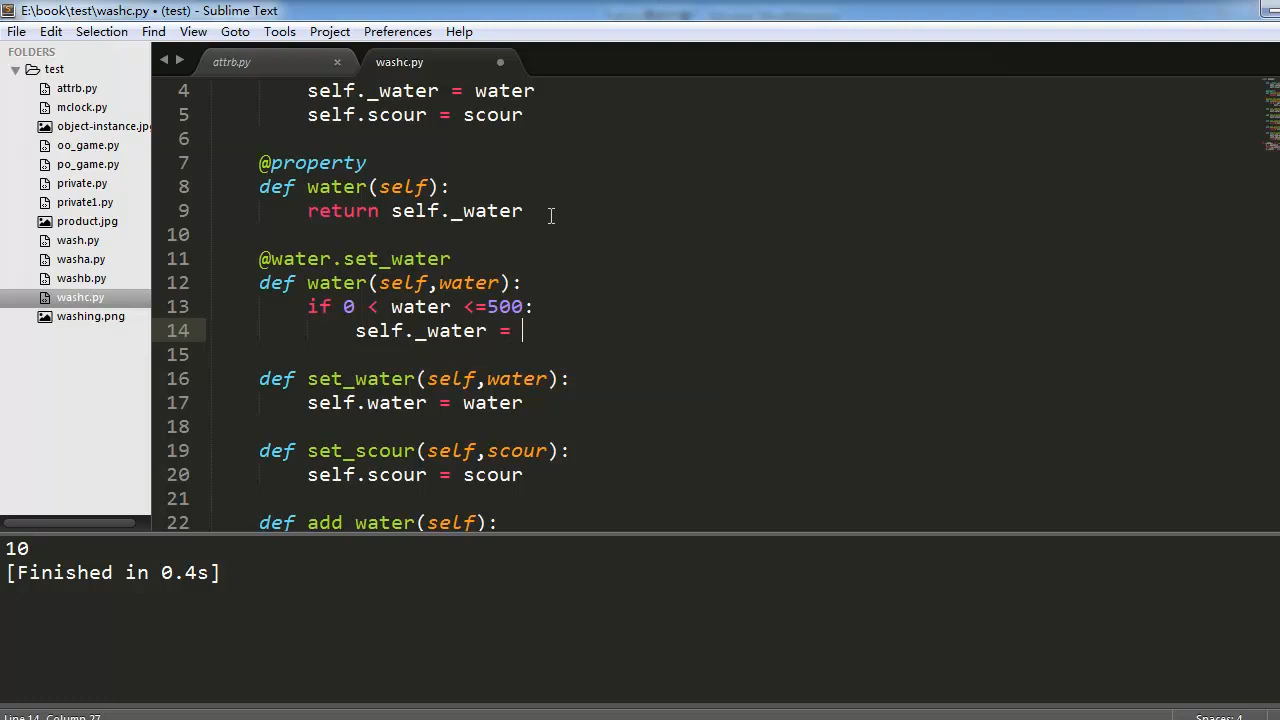 E:\book\test\washc.py • (test) - Sublime Text
File Edit Selection Find View Goto Tools Project Preferences Help
FOLDERS
test
attrb.py
mclock.py
object-instance.jp
oo_game.py
po_game.py
private.py
private1.py
product.jpg
wash.py
washa.py
washb.py
washc.py
washing.png
attrb.py × washc.py
4 self._water = water
5 self.scour = scour
6
7 @property
8 def water(self):
9 return self._water
10
11 @water.set_water
12 def water(self,water):
13 if 0 < water <=500:
14 self._water =
15
16 def set_water(self,water):
17 self.water = water
18
19 def set_scour(self,scour):
20 self.scour = scour
21
22 def add_water(self):
10
[Finished in 0.4s]
Line 14, Column 27 Spaces: 4